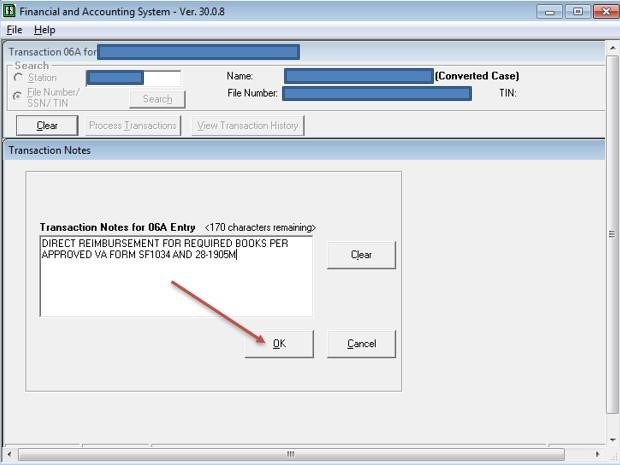 Financial and Accounting System - Ver. 30.0.8
File Help
Transaction 06A for
Search
Station
Name: (Converted Case)
File Number/
SSN/ TIN
Search
File Number: TIN:
Clear Process Transactions View Transaction History
Transaction Notes
Transaction Notes for 06A Entry <170 characters remaining>
DIRECT REIMBURSEMENT FOR REQUIRED BOOKS PER
APPROVED VA FORM SF1034 AND 28-1905M
Clear
OK Cancel